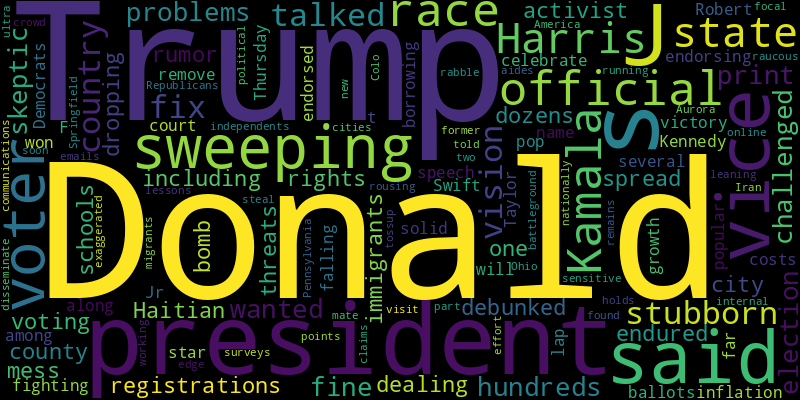 Trump
Donald
president
said
vice
voter
sweeping
Kamala
Harris
official
race
state
J
S
vision
talked
problems
activist
Robert
focal
ultra
crowd
skeptic
Democrats
country
Springfield
dropping
rumor
remove
Republicans
fix
court
independents
political
Thursday
endorsed
new
Colo
cities
t
borrowing
rabble
aides
former
told
two
America
celebrate
running
endorsing
raucous
print
Aurora
online
dozens
victory
name
Kennedy
pop
several
leaning
Iran
challenged
communications
won
soon
F
emails
including
rights
speech
Swift
Taylor
battleground
nationally
spread
remains
growth
popular
costs
schools
exaggerated
migrants
lessons
steal
bomb
threats
Pennsylvania
falling
rousing
immigrants
tossup
solid
one
will
Ohio
sensitive
city
internal
disseminate
Jr
Haitian
wanted
visit
part
debunked
holds
found
stubborn
election
along
voting
among
county
mess
working
star
edge
surveys
mate
points
claims
effort
lap
endured
far
fighting
registrations
fine
dealing
hundreds
ballots
inflation